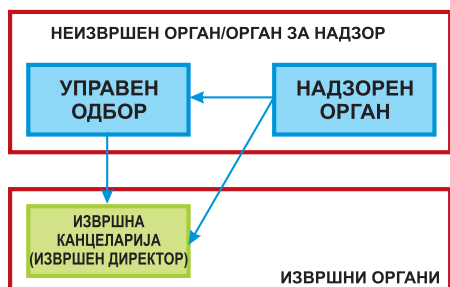 НЕИЗВРШЕН ОРГАН/ОРГАН ЗА НАДЗОР
УПРАВЕН
ОДБОР
НАДЗОРЕН
ОРГАН
ИЗВРШНА
КАНЦЕЛАРИЈА
(ИЗВРШЕН ДИРЕКТОР)
ИЗВРШНИ ОРГАНИ